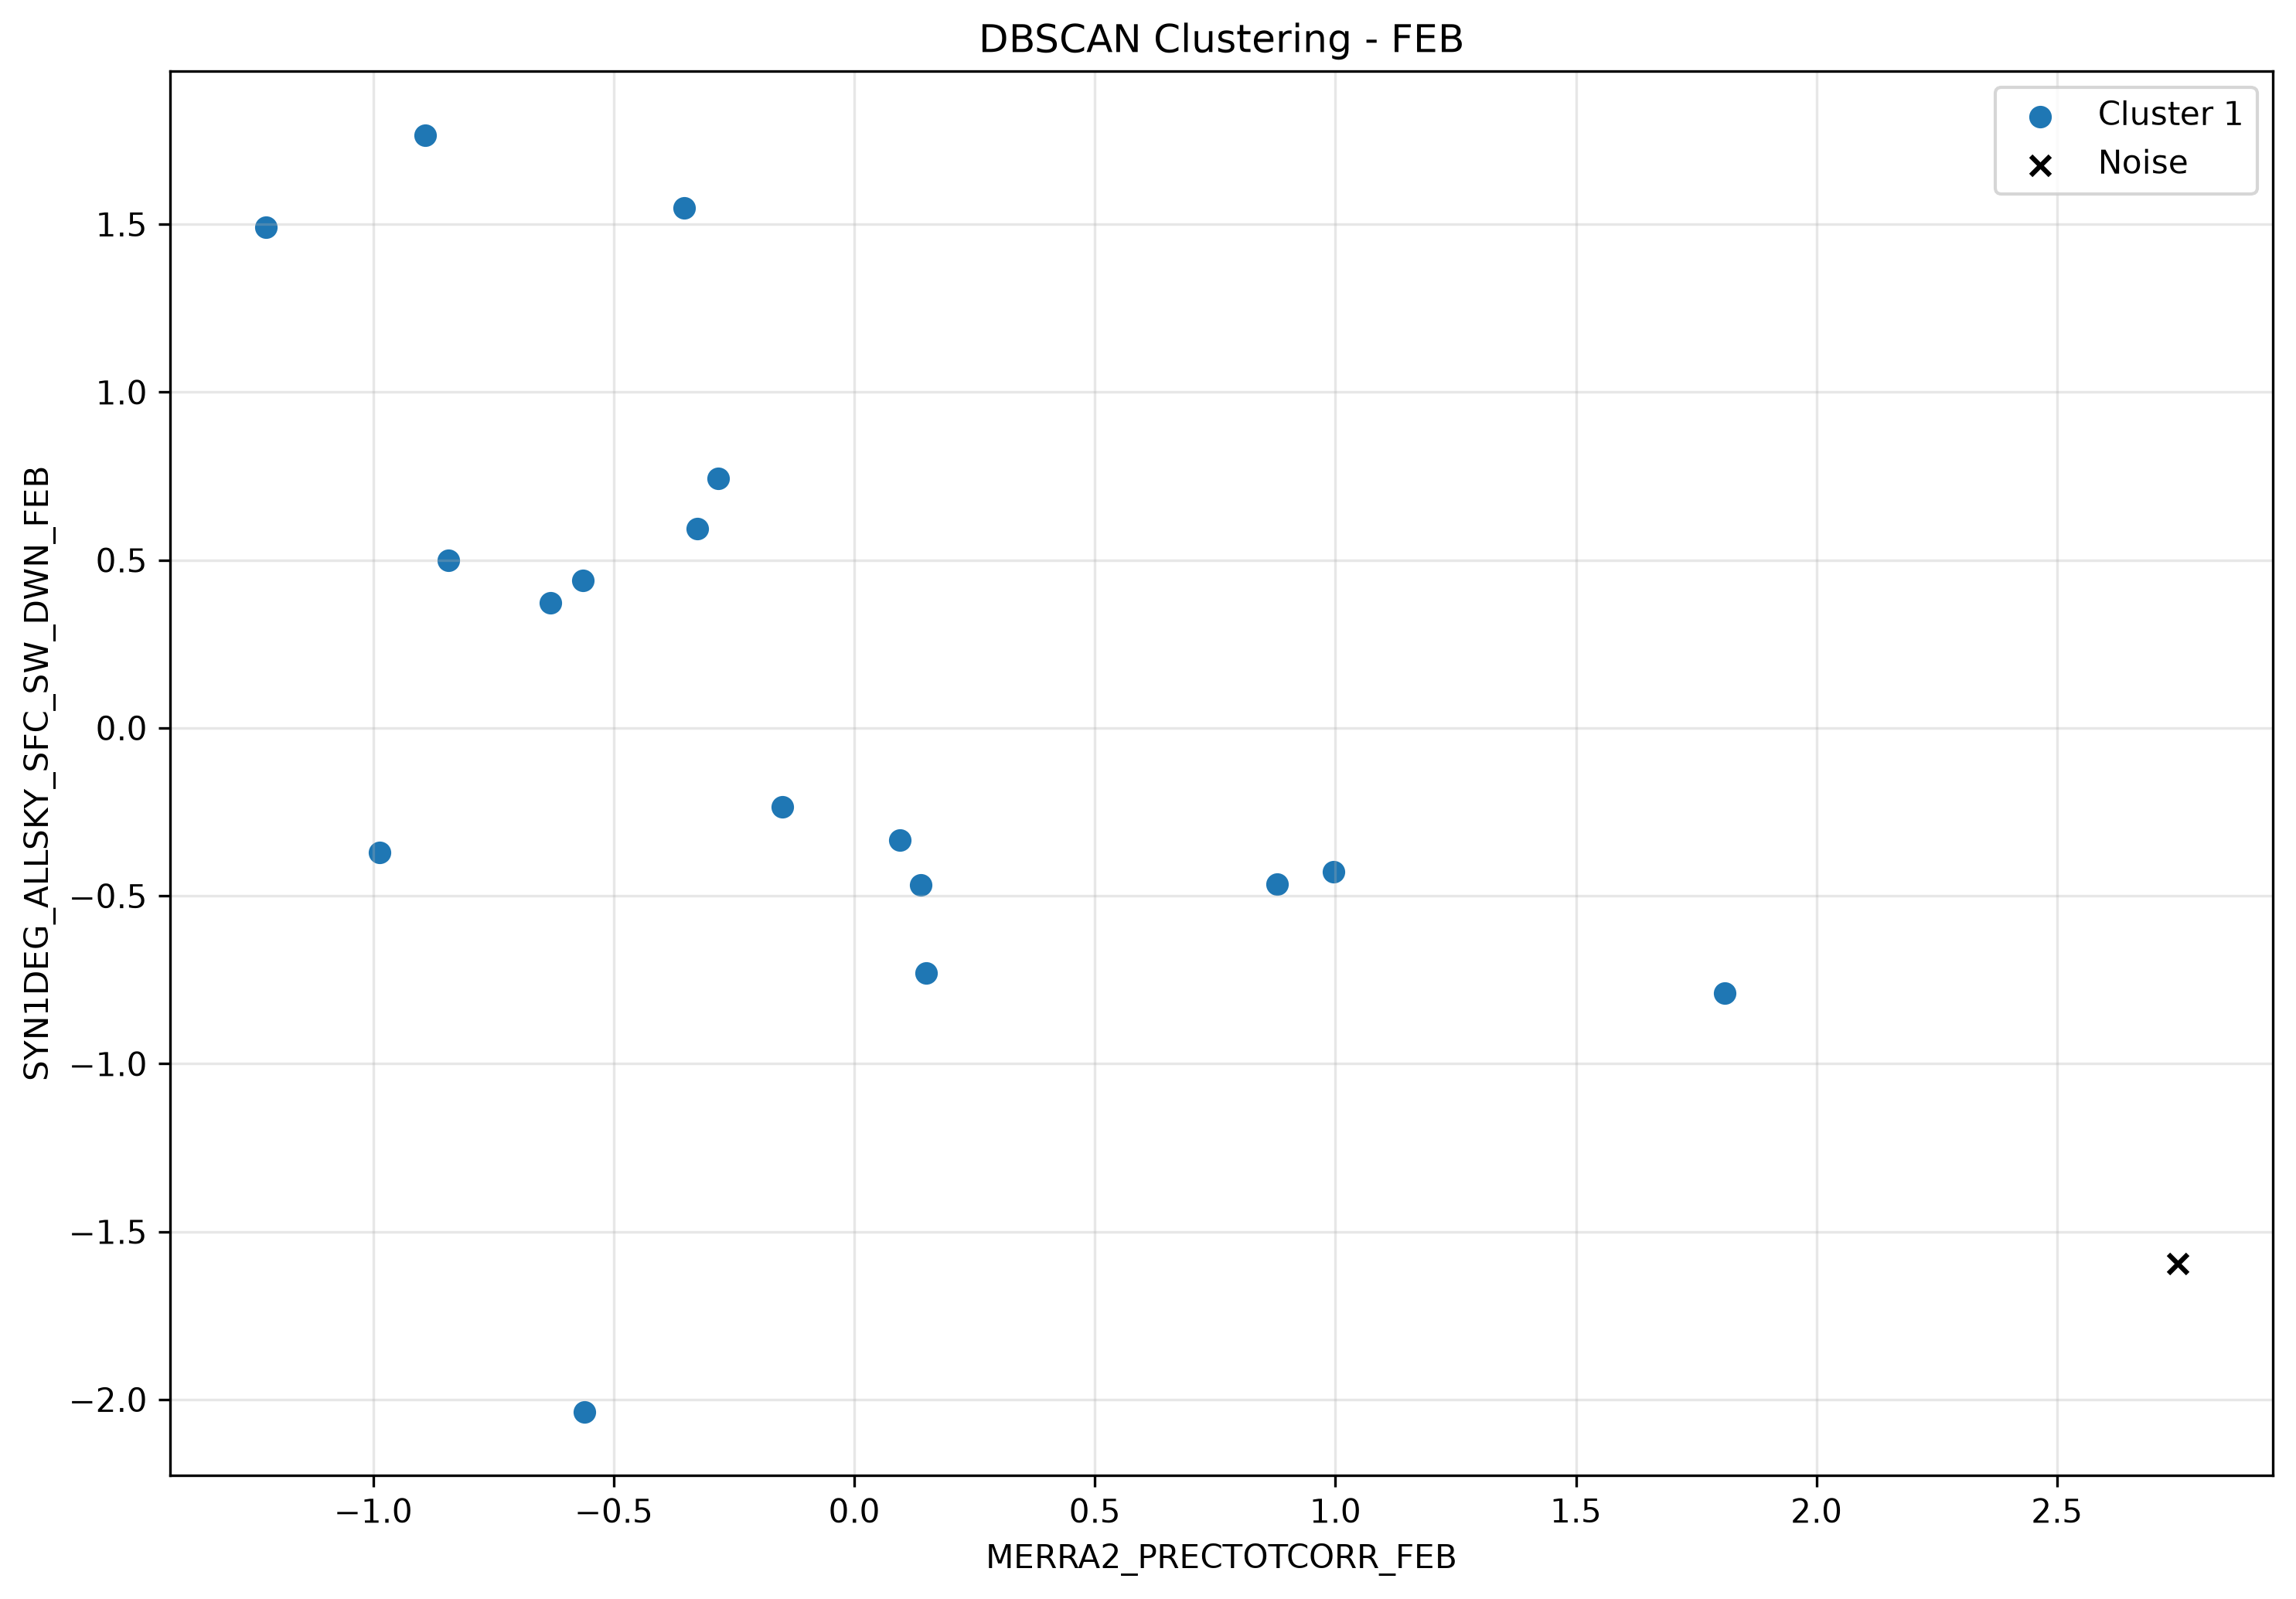 DBSCAN Clustering - FEB
Cluster 1
Noise
SYN1DEG_ALLSKY_SFC_SW_DWN_FEB
1.5
1.0
0.5
0.0
−0.5
−1.0
−1.5
−2.0
−1.0 −0.5 0.0 0.5 1.0 1.5 2.0 2.5
MERRA2_PRECTOTCORR_FEB